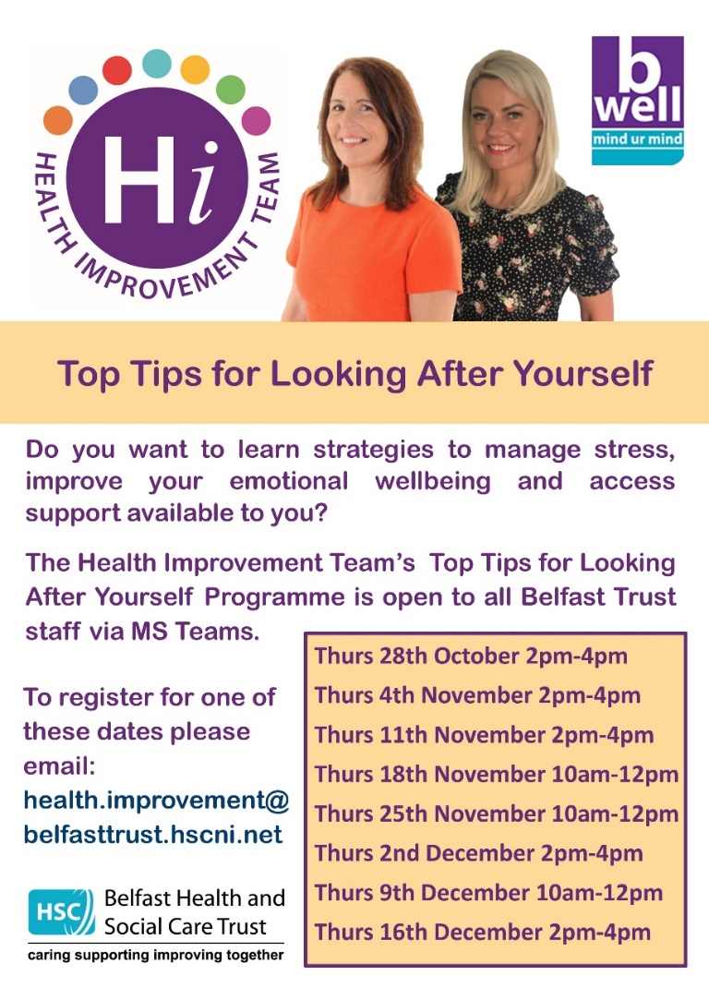 Hi
HEALTH IMPROVEMENT TEAM
b
well
mind ur mind
Top Tips for Looking After Yourself
Do you want to learn strategies to manage stress,
improve your emotional wellbeing and access
support available to you?
The Health Improvement Team’s Top Tips for Looking
After Yourself Programme is open to all Belfast Trust
staff via MS Teams.
To register for one of
these dates please
email:
health.improvement@
belfasttrust.hscni.net
Thurs 28th October 2pm-4pm
Thurs 4th November 2pm-4pm
Thurs 11th November 2pm-4pm
Thurs 18th November 10am-12pm
Thurs 25th November 10am-12pm
Thurs 2nd December 2pm-4pm
Thurs 9th December 10am-12pm
Thurs 16th December 2pm-4pm
HSC
Belfast Health and
Social Care Trust
caring supporting improving together